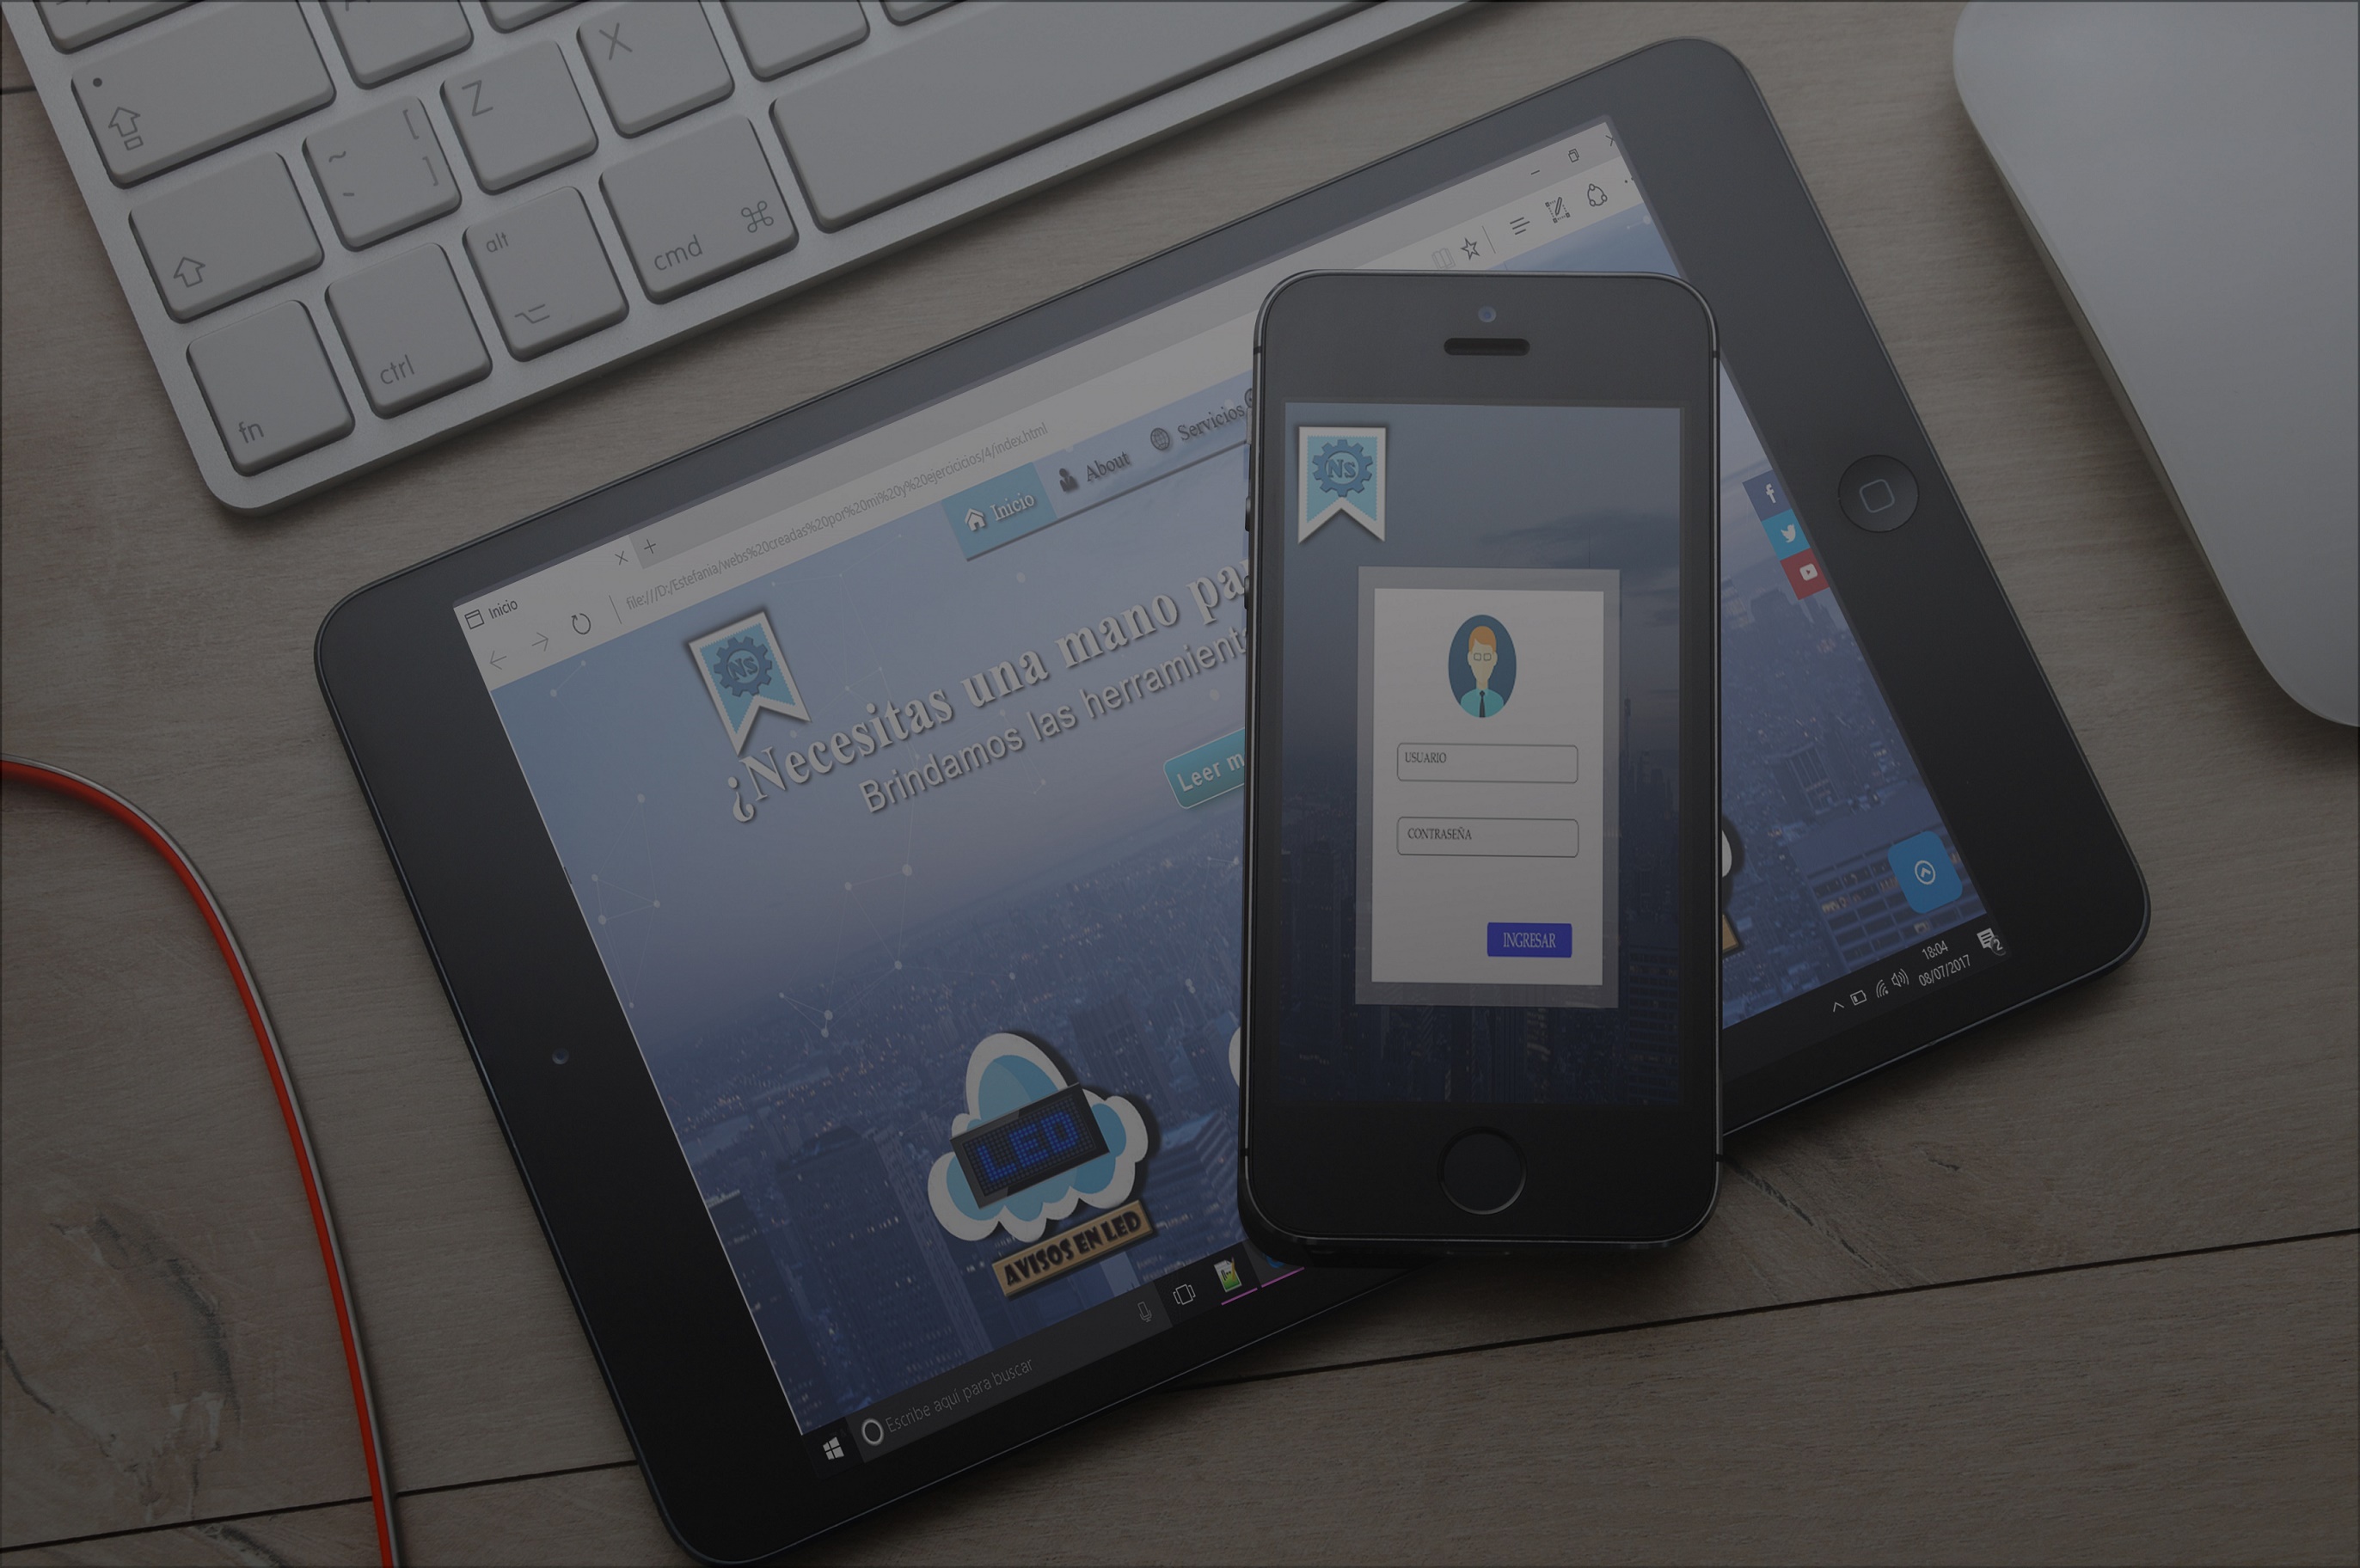 X
Z
~
[
-
]
alt
cmd
ctrl
fn
Inicio
file:///D:/Estefania/webs%20creadas%20por%20mi%20y%20ejercicicios/4/index.html
Inicio
About
Servicios
Ns
¿Necesitas una mano pa
Brindamos las herramient
Leer m
LED
AVISOS EN LED
Escribe aquí para buscar
18:04
08/07/2017
2
Ns
USUARIO
CONTRASEÑA
INGRESAR